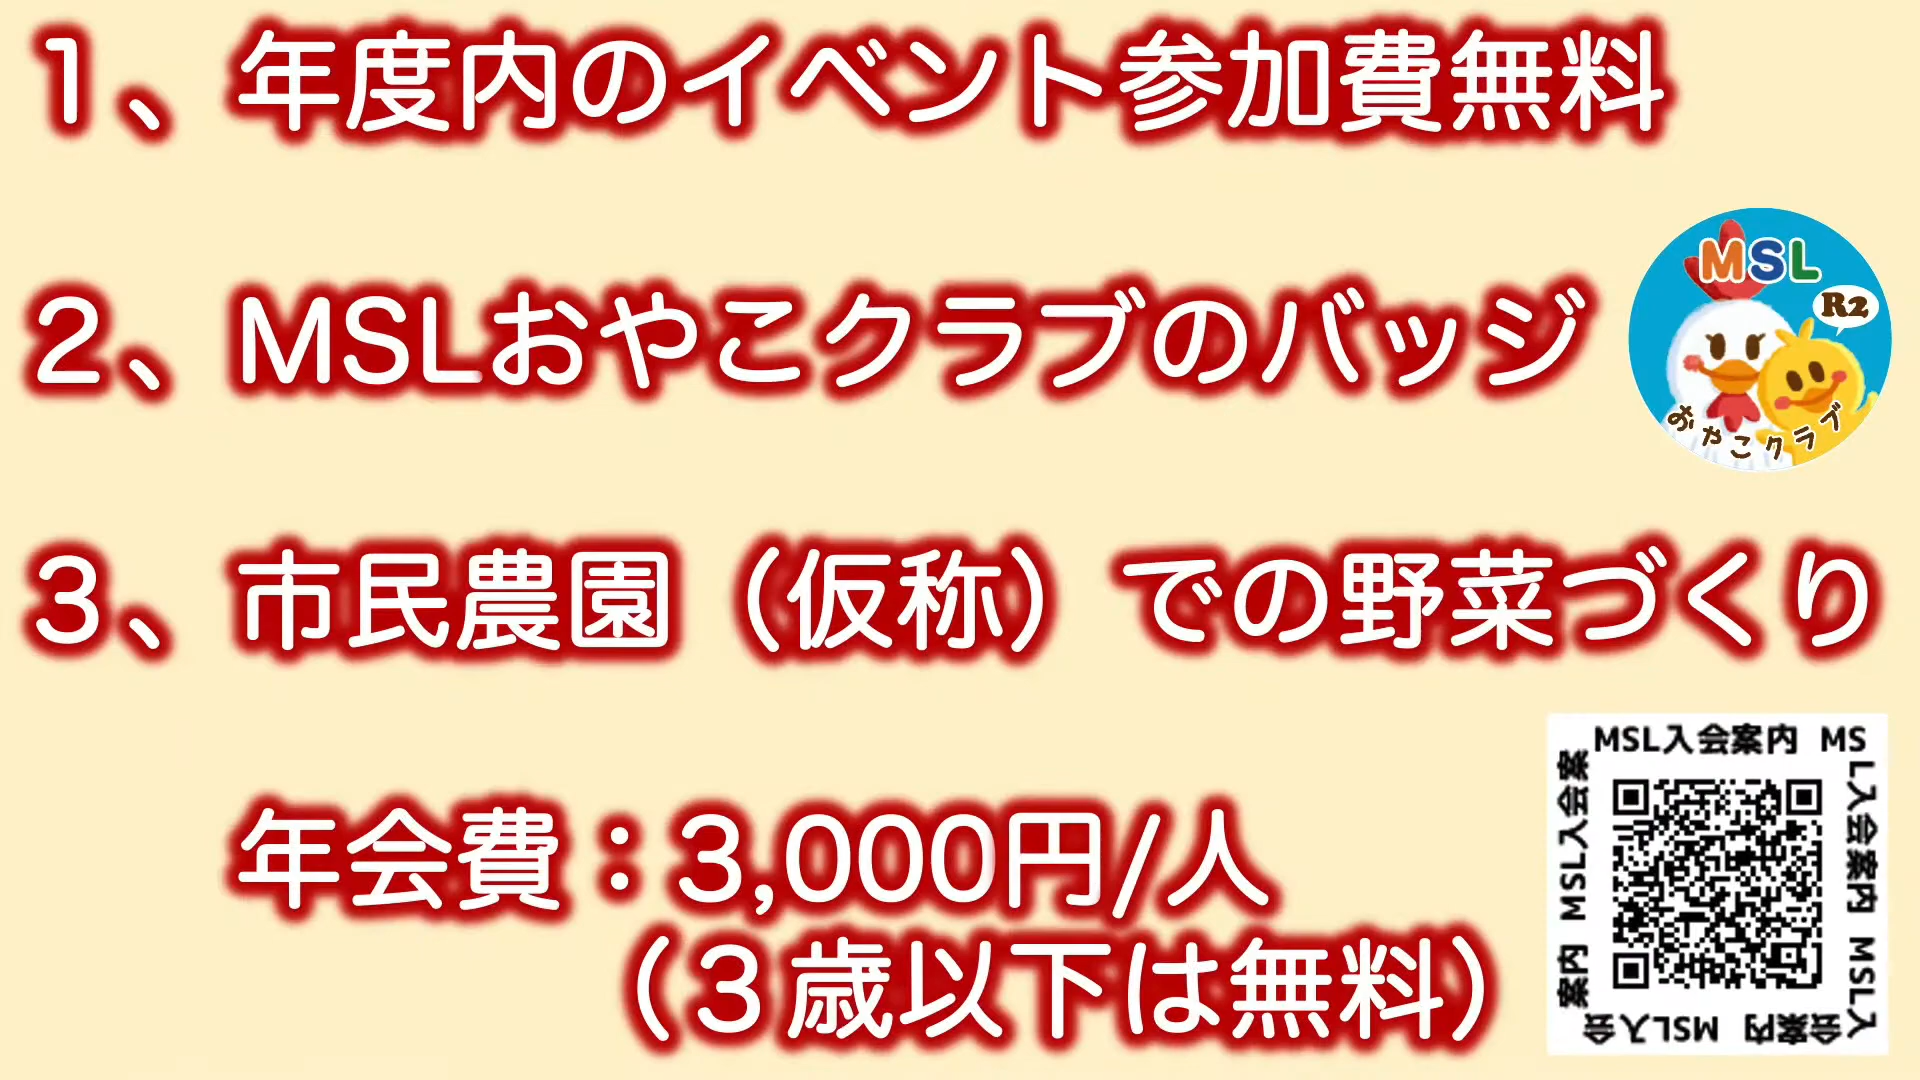 １、年度内のイベント参加費無料
２、MSLおやこクラブのバッジ
MSL
R2
おやこクラブ
３、市民農園（仮称）での野菜づくり
年会費：3,000円/人
（３歳以下は無料）
MSL入会案内 MS
L入会案内 MSL入
会案内 MSL入会
案内 MSL入会案